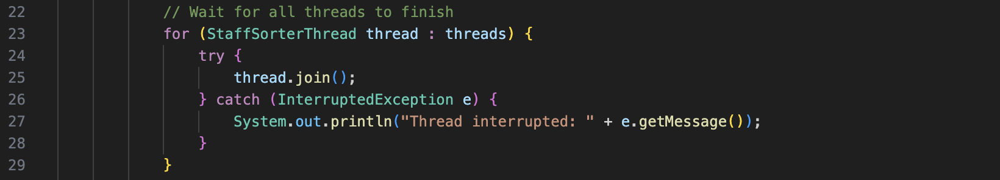 22 // Wait for all threads to finish
23 for (StaffSorterThread thread : threads) {
24 try {
25 thread.join();
26 } catch (InterruptedException e) {
27 System.out.println("Thread interrupted: " + e.getMessage());
28 }
29 }